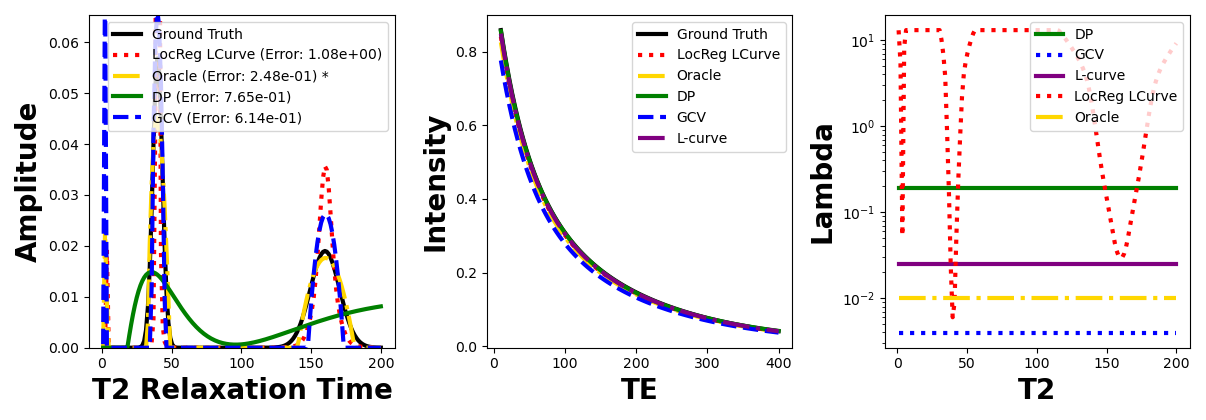 Amplitude
0.06
0.05
0.04
0.03
0.02
0.01
0.00
Ground Truth
LocReg LCurve (Error: 1.08e+00)
Oracle (Error: 2.48e-01) *
DP (Error: 7.65e-01)
GCV (Error: 6.14e-01)
0 50 100 150 200
T2 Relaxation Time
Intensity
0.8
0.6
0.4
0.2
0.0
Ground Truth
LocReg LCurve
Oracle
DP
GCV
L-curve
0 100 200 300 400
TE
Lambda
10¹
10⁰
10⁻¹
10⁻²
DP
GCV
L-curve
LocReg LCurve
Oracle
0 50 100 150 200
T2